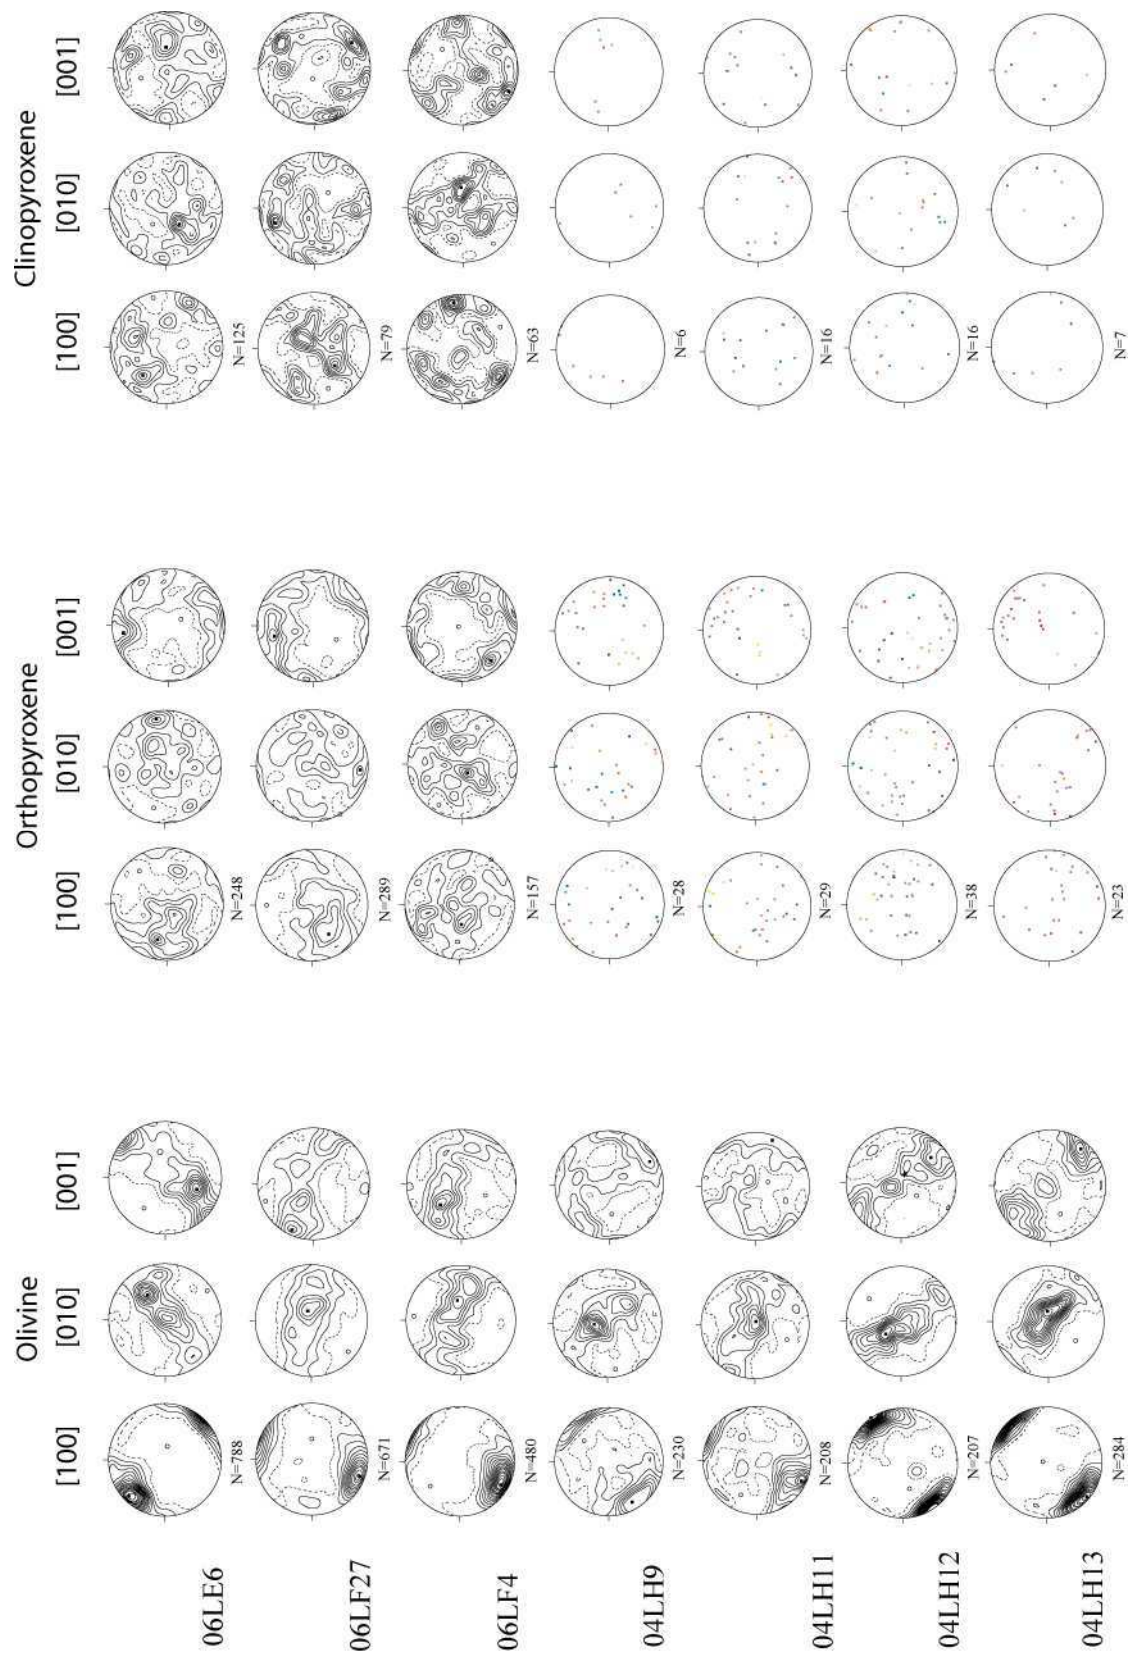 Olivine Orthopyroxene Clinopyroxene
[100] [010] [001] [100] [010] [001] [100] [010] [001]
06LE6
N=788 N=248 N=125
06LF27
N=671 N=289 N=79
06LF4
N=480 N=157 N=63
04LH9
N=230 N=28 N=6
04LH11
N=208 N=29 N=16
04LH12
N=207 N=38 N=16
04LH13
N=284 N=23 N=7